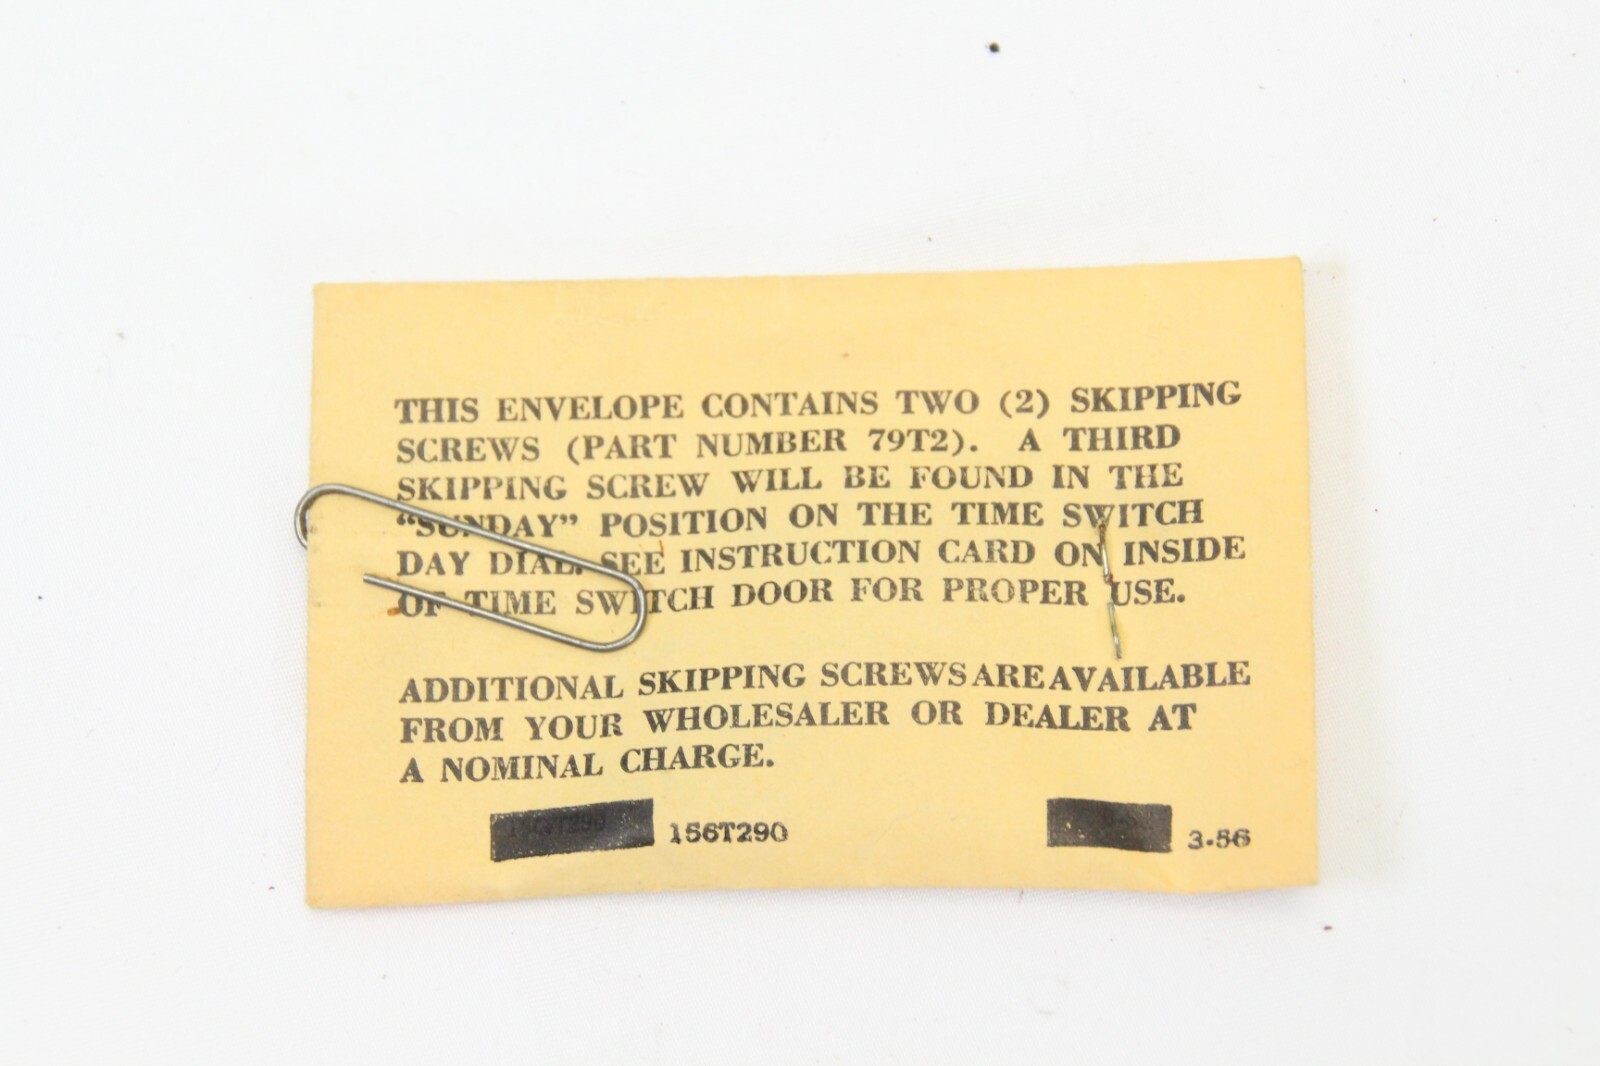 THIS ENVELOPE CONTAINS TWO (2) SKIPPING
SCREWS (PART NUMBER 79T2). A THIRD
SKIPPING SCREW WILL BE FOUND IN THE
“SUNDAY” POSITION ON THE TIME SWITCH
DAY DIAL. SEE INSTRUCTION CARD ON INSIDE
OF TIME SWITCH DOOR FOR PROPER USE.
ADDITIONAL SKIPPING SCREWS ARE AVAILABLE
FROM YOUR WHOLESALER OR DEALER AT
A NOMINAL CHARGE.
156T290 3-56